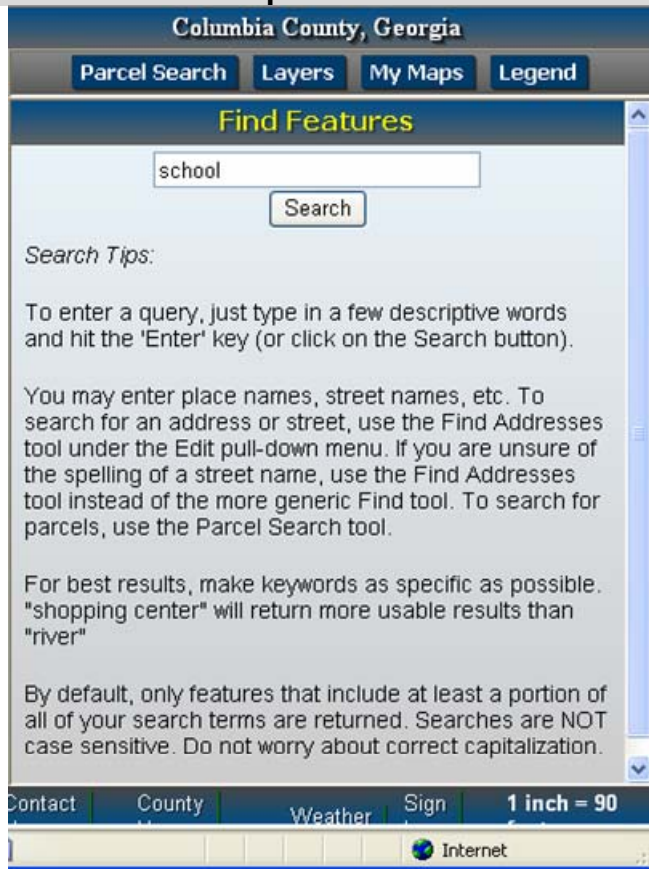 Columbia County, Georgia
Parcel Search Layers My Maps Legend
Find Features
school
Search
Search Tips:
To enter a query, just type in a few descriptive words
and hit the 'Enter' key (or click on the Search button).
You may enter place names, street names, etc. To
search for an address or street, use the Find Addresses
tool under the Edit pull-down menu. If you are unsure of
the spelling of a street name, use the Find Addresses
tool instead of the more generic Find tool. To search for
parcels, use the Parcel Search tool.
For best results, make keywords as specific as possible.
"shopping center" will return more usable results than
"river"
By default, only features that include at least a portion of
all of your search terms are returned. Searches are NOT
case sensitive. Do not worry about correct capitalization.
Contact County Weather Sign 1 inch = 90
Internet